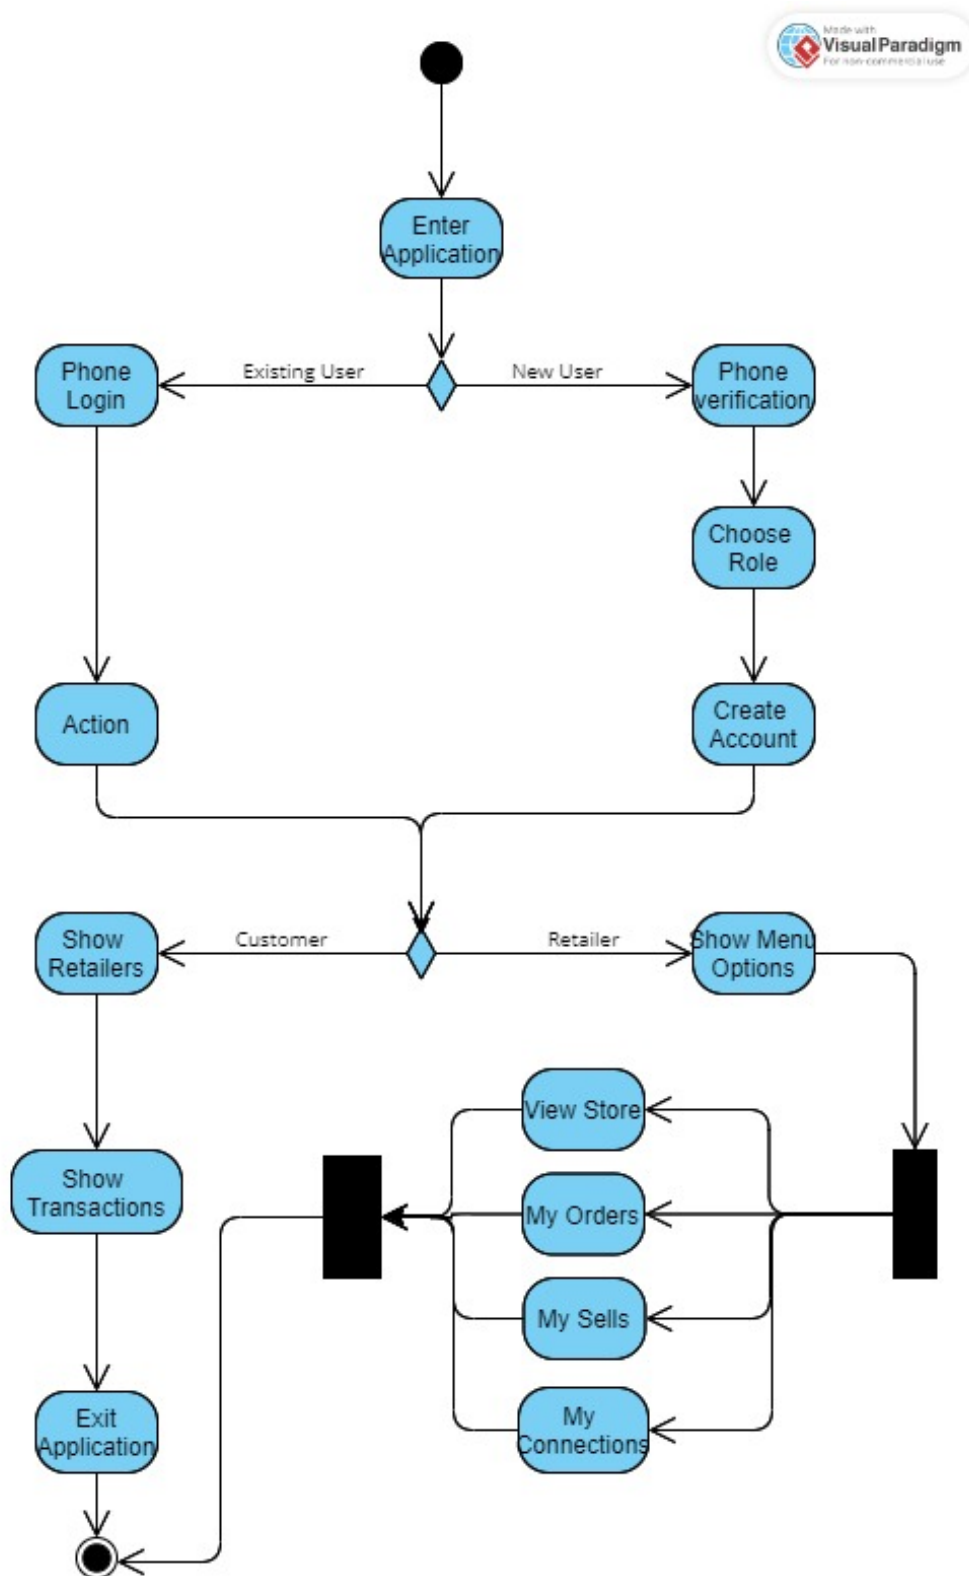 Made with
Visual Paradigm
For non-commercial use
Enter
Application
Phone
Login
Existing User
New User
Phone
verification
Choose
Role
Action
Create
Account
Show
Retailers
Customer
Retailer
Show Menu
Options
View Store
Show
Transactions
My Orders
My Sells
Exit
Application
My
Connections